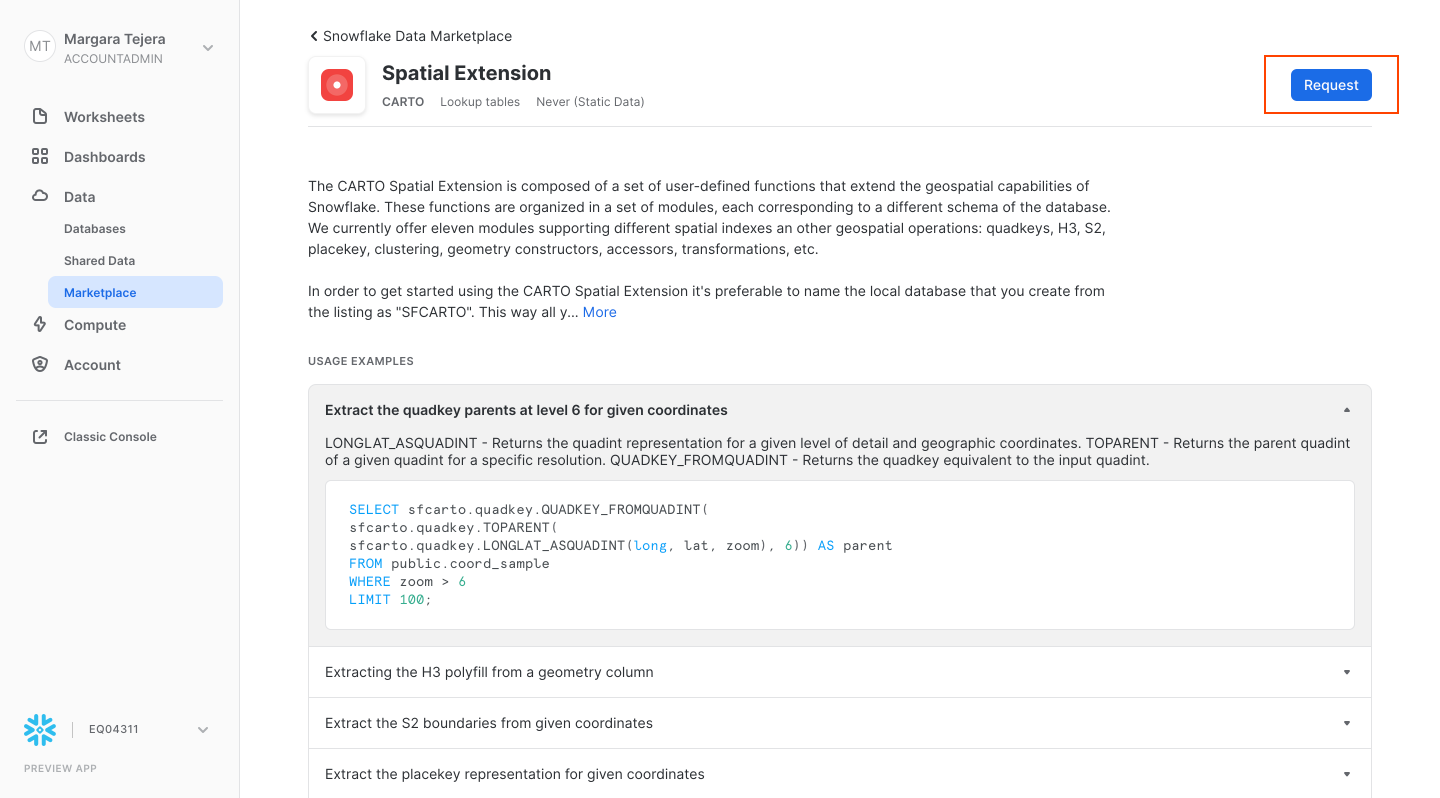 MT
Margara Tejera
ACCOUNTADMIN
Worksheets
Dashboards
Data
Databases
Shared Data
Marketplace
Compute
Account
Classic Console
EQ04311
PREVIEW APP
Snowflake Data Marketplace
Spatial Extension
CARTO Lookup tables Never (Static Data)
Request
The CARTO Spatial Extension is composed of a set of user-defined functions that extend the geospatial capabilities of
Snowflake. These functions are organized in a set of modules, each corresponding to a different schema of the database.
We currently offer eleven modules supporting different spatial indexes an other geospatial operations: quadkeys, H3, S2,
placekey, clustering, geometry constructors, accessors, transformations, etc.
In order to get started using the CARTO Spatial Extension it's preferable to name the local database that you create from
the listing as "SFCARTO". This way all y... More
USAGE EXAMPLES
Extract the quadkey parents at level 6 for given coordinates
LONGLAT_ASQUADINT - Returns the quadint representation for a given level of detail and geographic coordinates. TOPARENT - Returns the parent quadint
of a given quadint for a specific resolution. QUADKEY_FROMQUADINT - Returns the quadkey equivalent to the input quadint.
SELECT sfcarto.quadkey.QUADKEY_FROMQUADINT(
sfcarto.quadkey.TOPARENT(
sfcarto.quadkey.LONGLAT_ASQUADINT(long, lat, zoom), 6)) AS parent
FROM public.coord_sample
WHERE zoom > 6
LIMIT 100;
Extracting the H3 polyfill from a geometry column
Extract the S2 boundaries from given coordinates
Extract the placekey representation for given coordinates